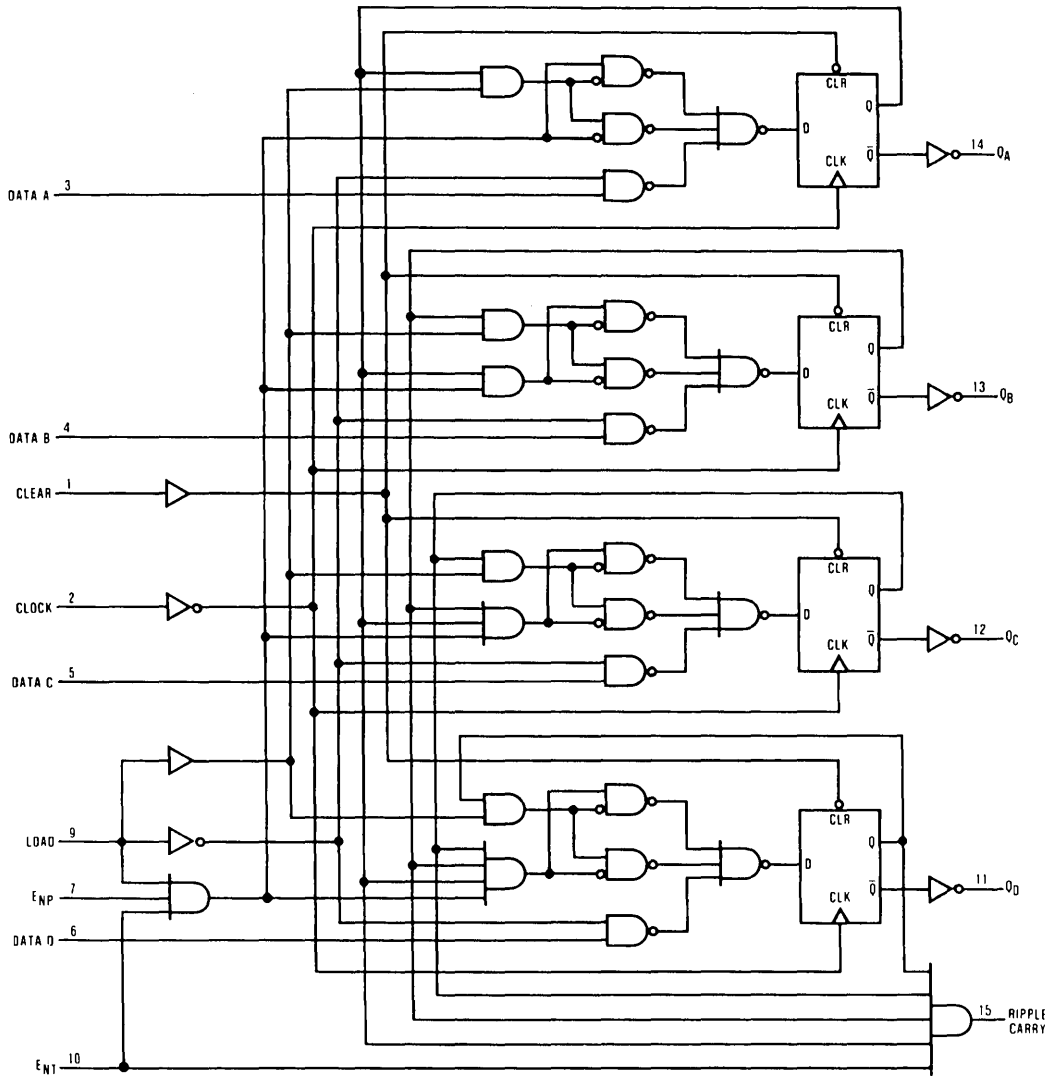 CLR
Q
D
Q̅
14
QA
CLK
3
DATA A
CLR
Q
D
Q̅
13
QB
CLK
4
DATA B
1
CLEAR
CLR
Q
2
CLOCK
D
Q̅
12
QC
CLK
5
DATA C
CLR
9
LOAD
Q
D
Q̅
11
QD
7
ENP
CLK
6
DATA D
15
RIPPLE
CARRY
10
ENT